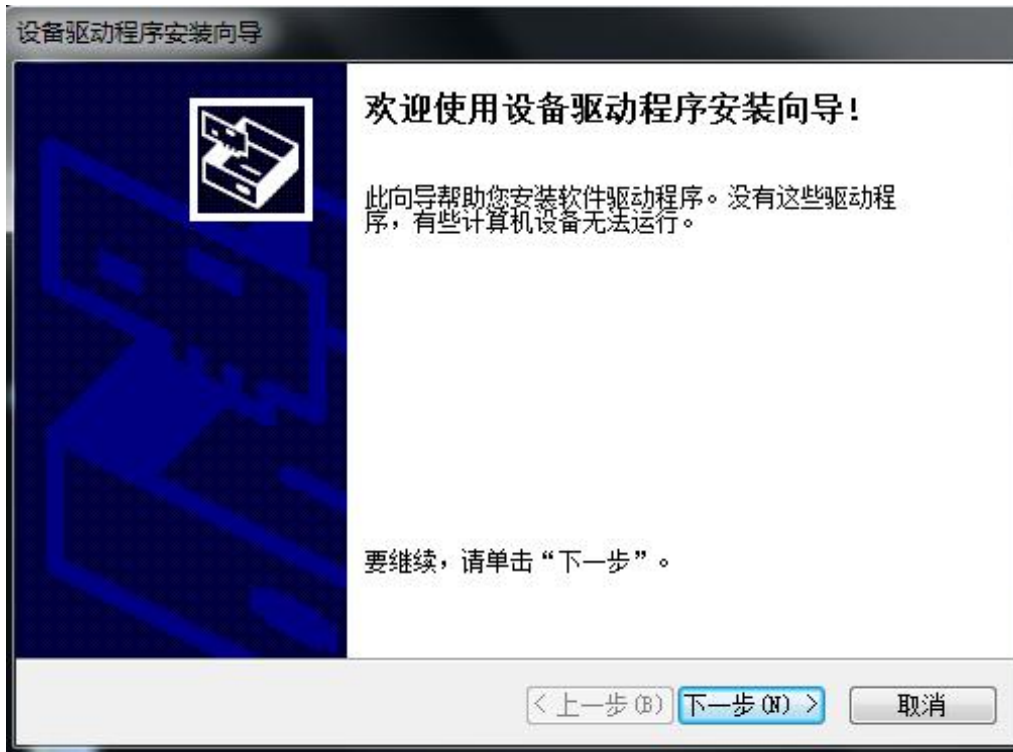 设备驱动程序安装向导
欢迎使用设备驱动程序安装向导!
此向导帮助您安装软件驱动程序。没有这些驱动程
序，有些计算机设备无法运行。
要继续，请单击“下一步”。
< 上一步(B) 下一步(N) > 取消